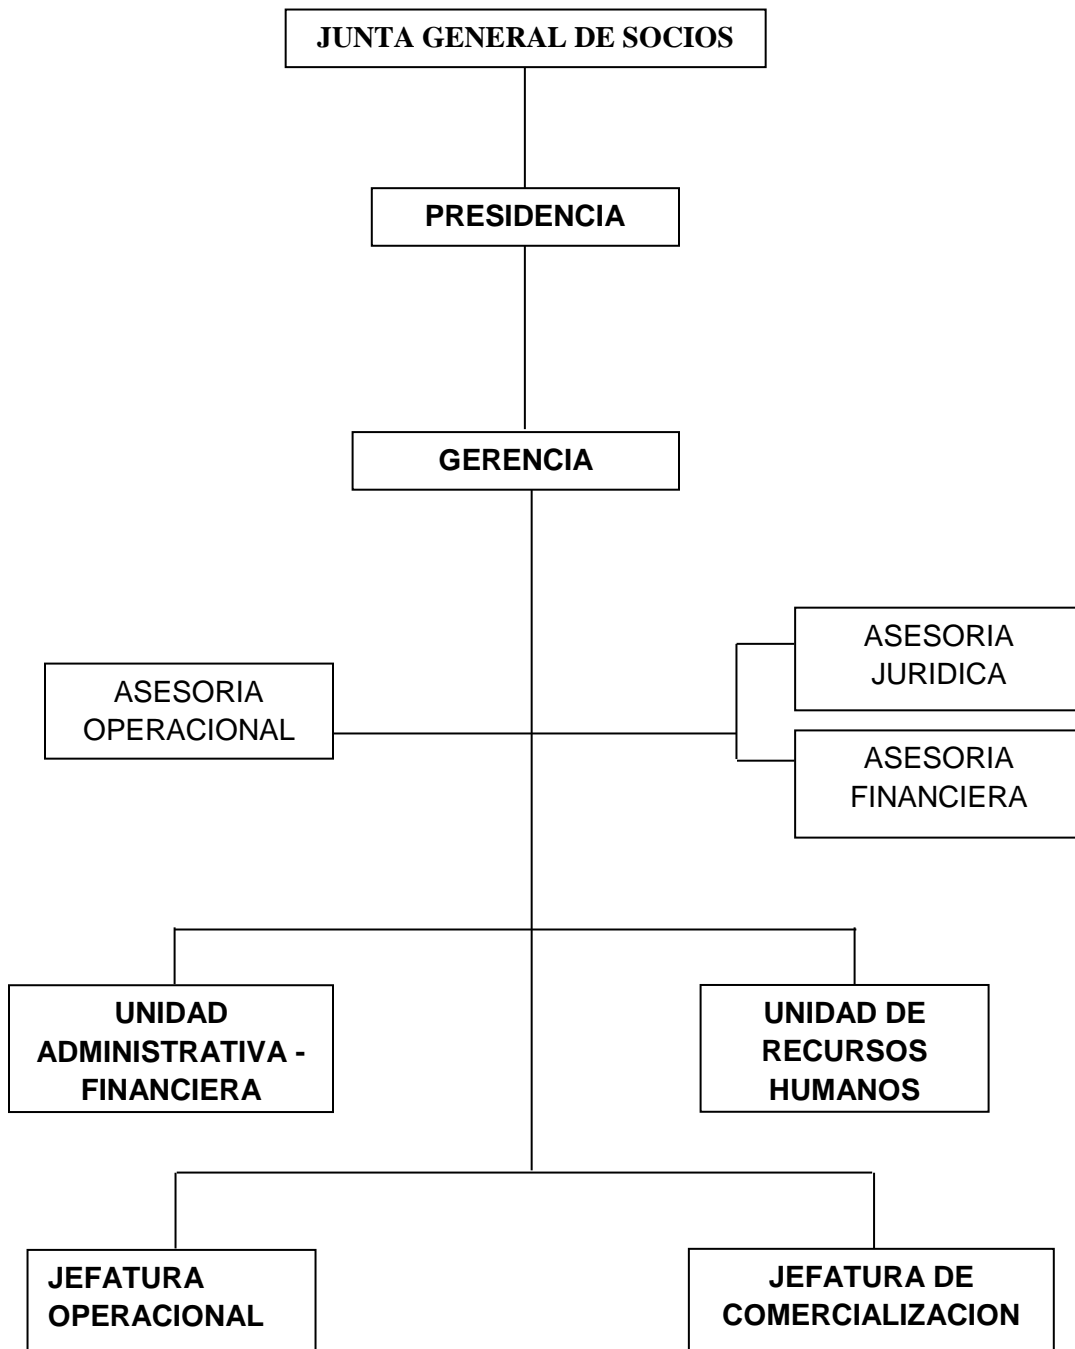 JUNTA GENERAL DE SOCIOS
PRESIDENCIA
GERENCIA
ASESORIA
OPERACIONAL
ASESORIA
JURIDICA
ASESORIA
FINANCIERA
UNIDAD
ADMINISTRATIVA -
FINANCIERA
UNIDAD DE
RECURSOS
HUMANOS
JEFATURA
OPERACIONAL
JEFATURA DE
COMERCIALIZACION